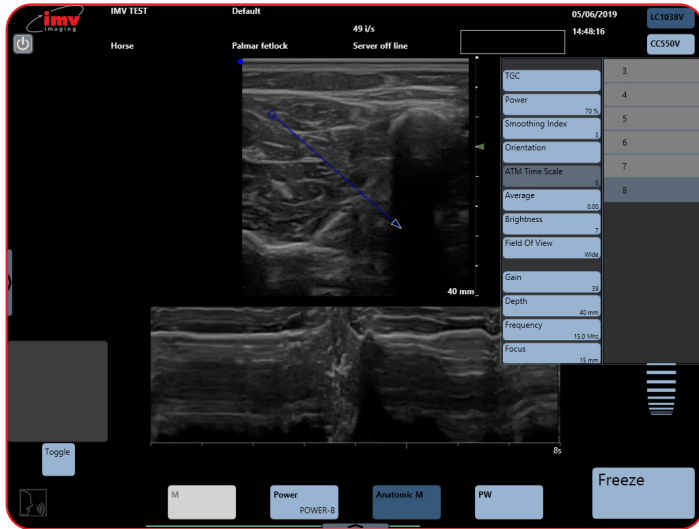 imv
imaging
IMV TEST
Default
05/06/2019
LC1038V
49 i/s
14:48:16
Horse
Palmar fetlock
Server off line
CC550V
TGC
3
Power
70 %
4
Smoothing Index
3
5
Orientation
6
ATM Time Scale
8
7
Average
0.00
8
Brightness
7
Field Of View
Wide
Gain
39
40 mm
Depth
40 mm
Frequency
15.0 Mhz
Focus
15 mm
8s
Toggle
M
Power
POWER-B
Anatomic M
PW
Freeze